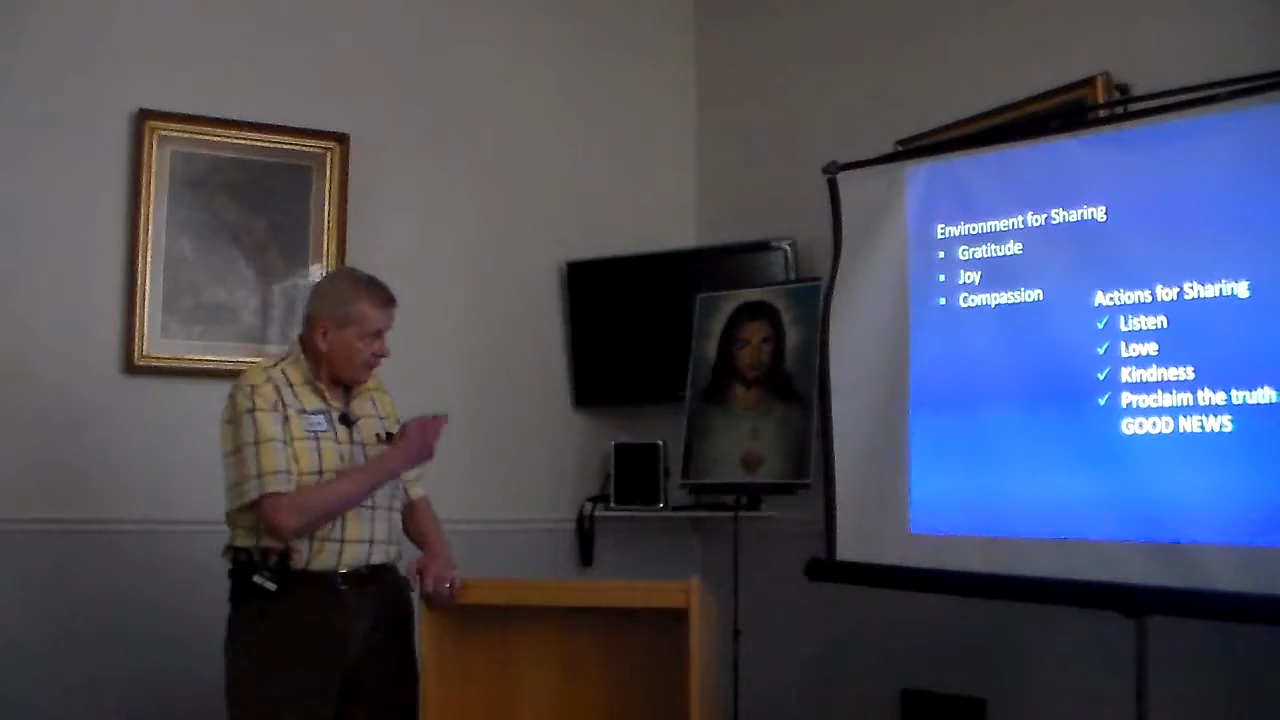 Environment for Sharing
Gratitude
Joy
Compassion
Actions for Sharing
Listen
Love
Kindness
Proclaim the truth
GOOD NEWS